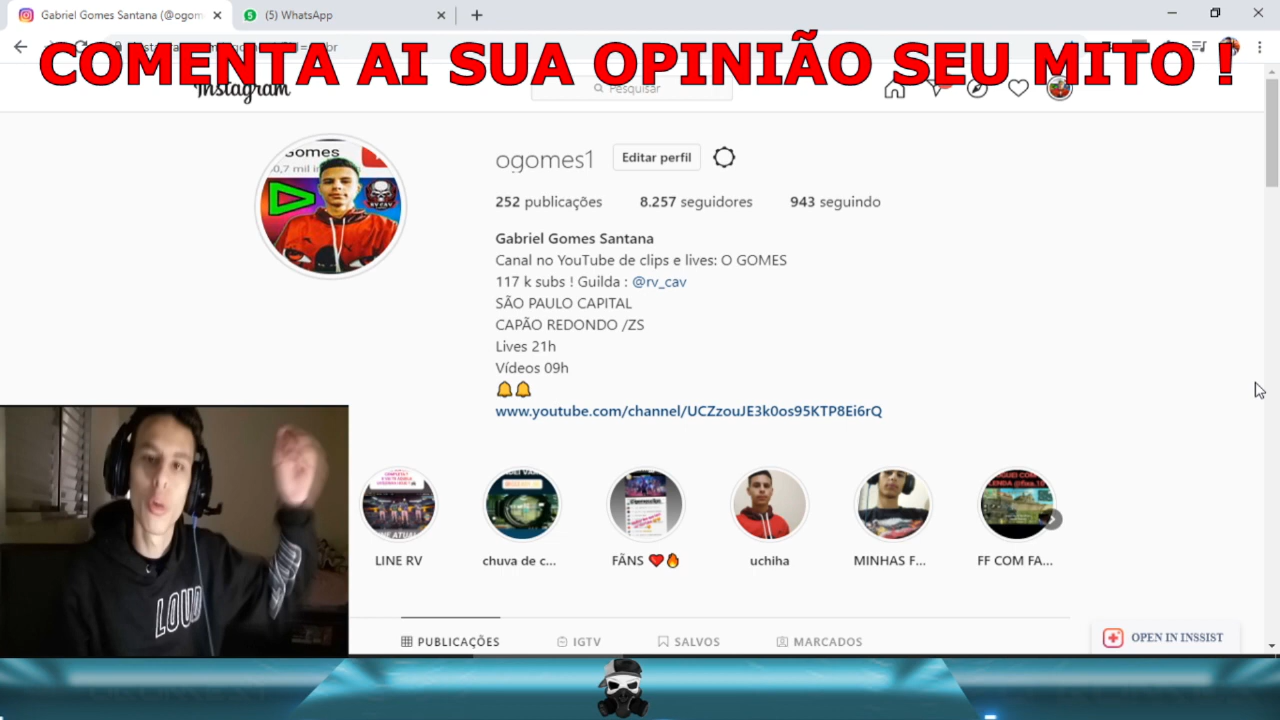 Gabriel Gomes Santana (@ogom
(5) WhatsApp
COMENTA AI SUA OPINIÃO SEU MITO !
Instagram
Pesquisar
ogomes1
Editar perfil
252 publicações 8.257 seguidores 943 seguindo
Gabriel Gomes Santana
Canal no YouTube de clips e lives: O GOMES
117 k subs ! Guilda : @rv_cav
SÃO PAULO CAPITAL
CAPÃO REDONDO /ZS
Lives 21h
Vídeos 09h
🔔🔔
www.youtube.com/channel/UCZzouJE3k0os95KTP8Ei6rQ
Gomes
RV CAV
LOUD
LINE RV
chuva de c...
FÃNS ❤️🔥
uchiha
MINHAS F...
FF COM FA...
PUBLICAÇÕES
IGTV
SALVOS
MARCADOS
OPEN IN INSSIST